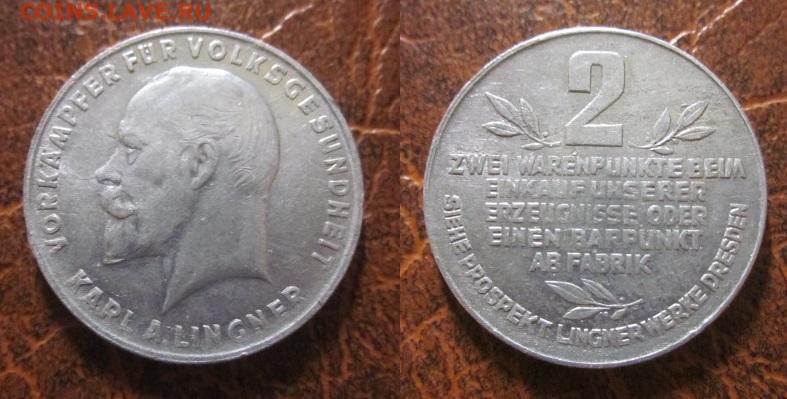 COINS.LAVE.RU
VORKÄMPFER FÜR VOLKSGESUNDHEIT
KARL A. LINGNER
2
ZWEI WARENPUNKTE BEIM
EINKAUF UNSERER
ERZEUGNISSE ODER
EINEN BARPUNKT
AB FABRIK
SIEHE PROSPEKT. LINGNERWERKE DRESDEN